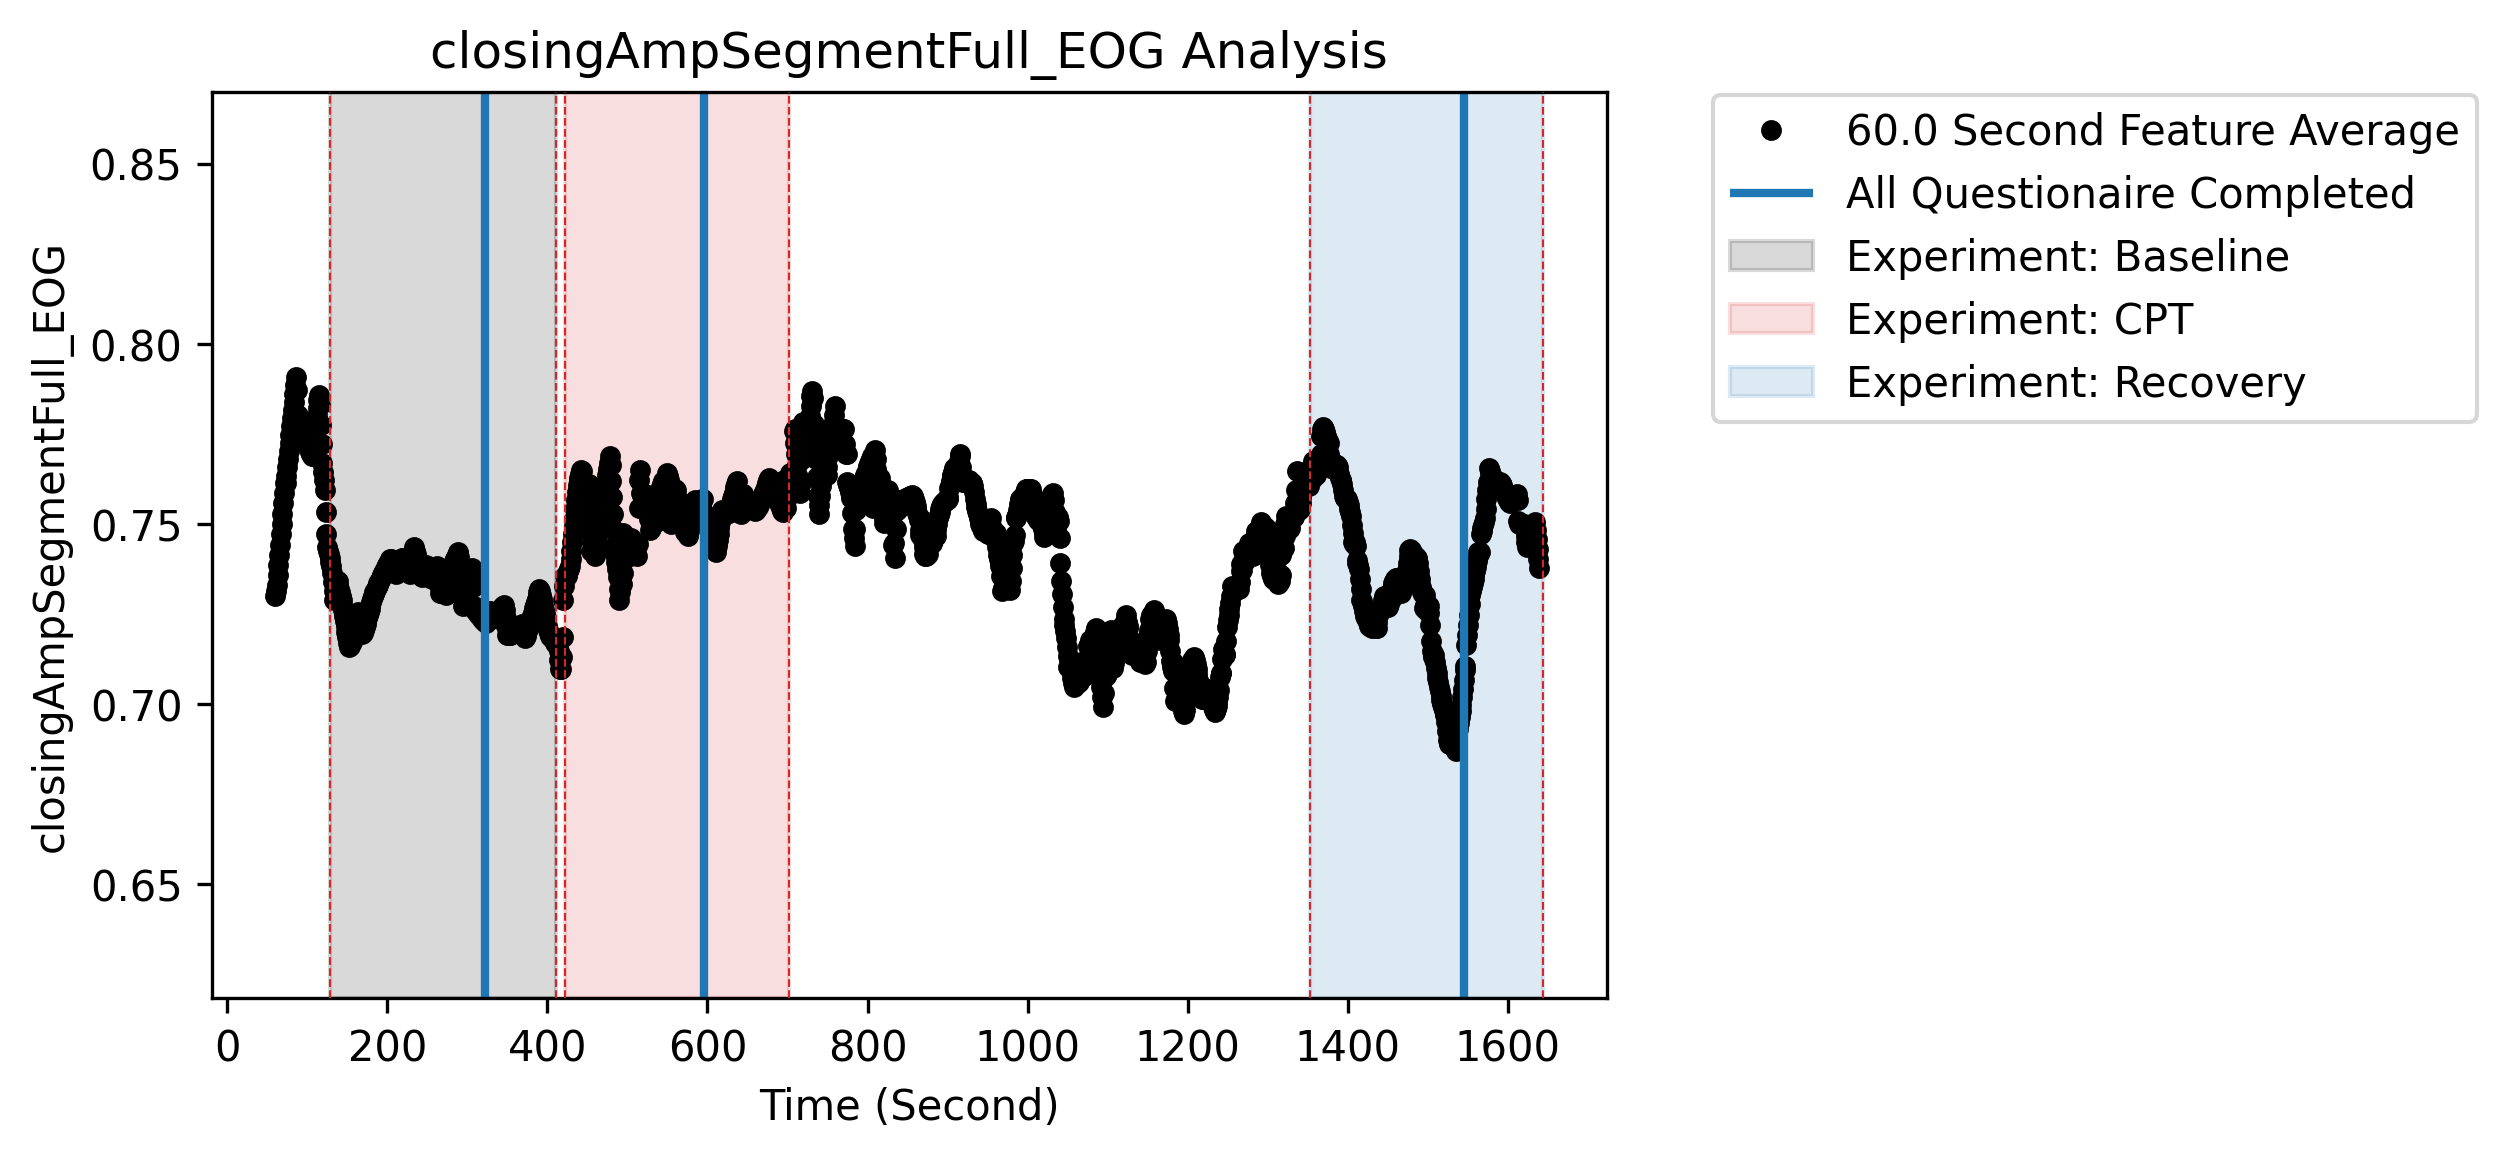 closingAmpSegmentFull_EOG Analysis
closingAmpSegmentFull_EOG
0.85
0.80
0.75
0.70
0.65
0 200 400 600 800 1000 1200 1400 1600
Time (Second)
60.0 Second Feature Average
All Questionaire Completed
Experiment: Baseline
Experiment: CPT
Experiment: Recovery